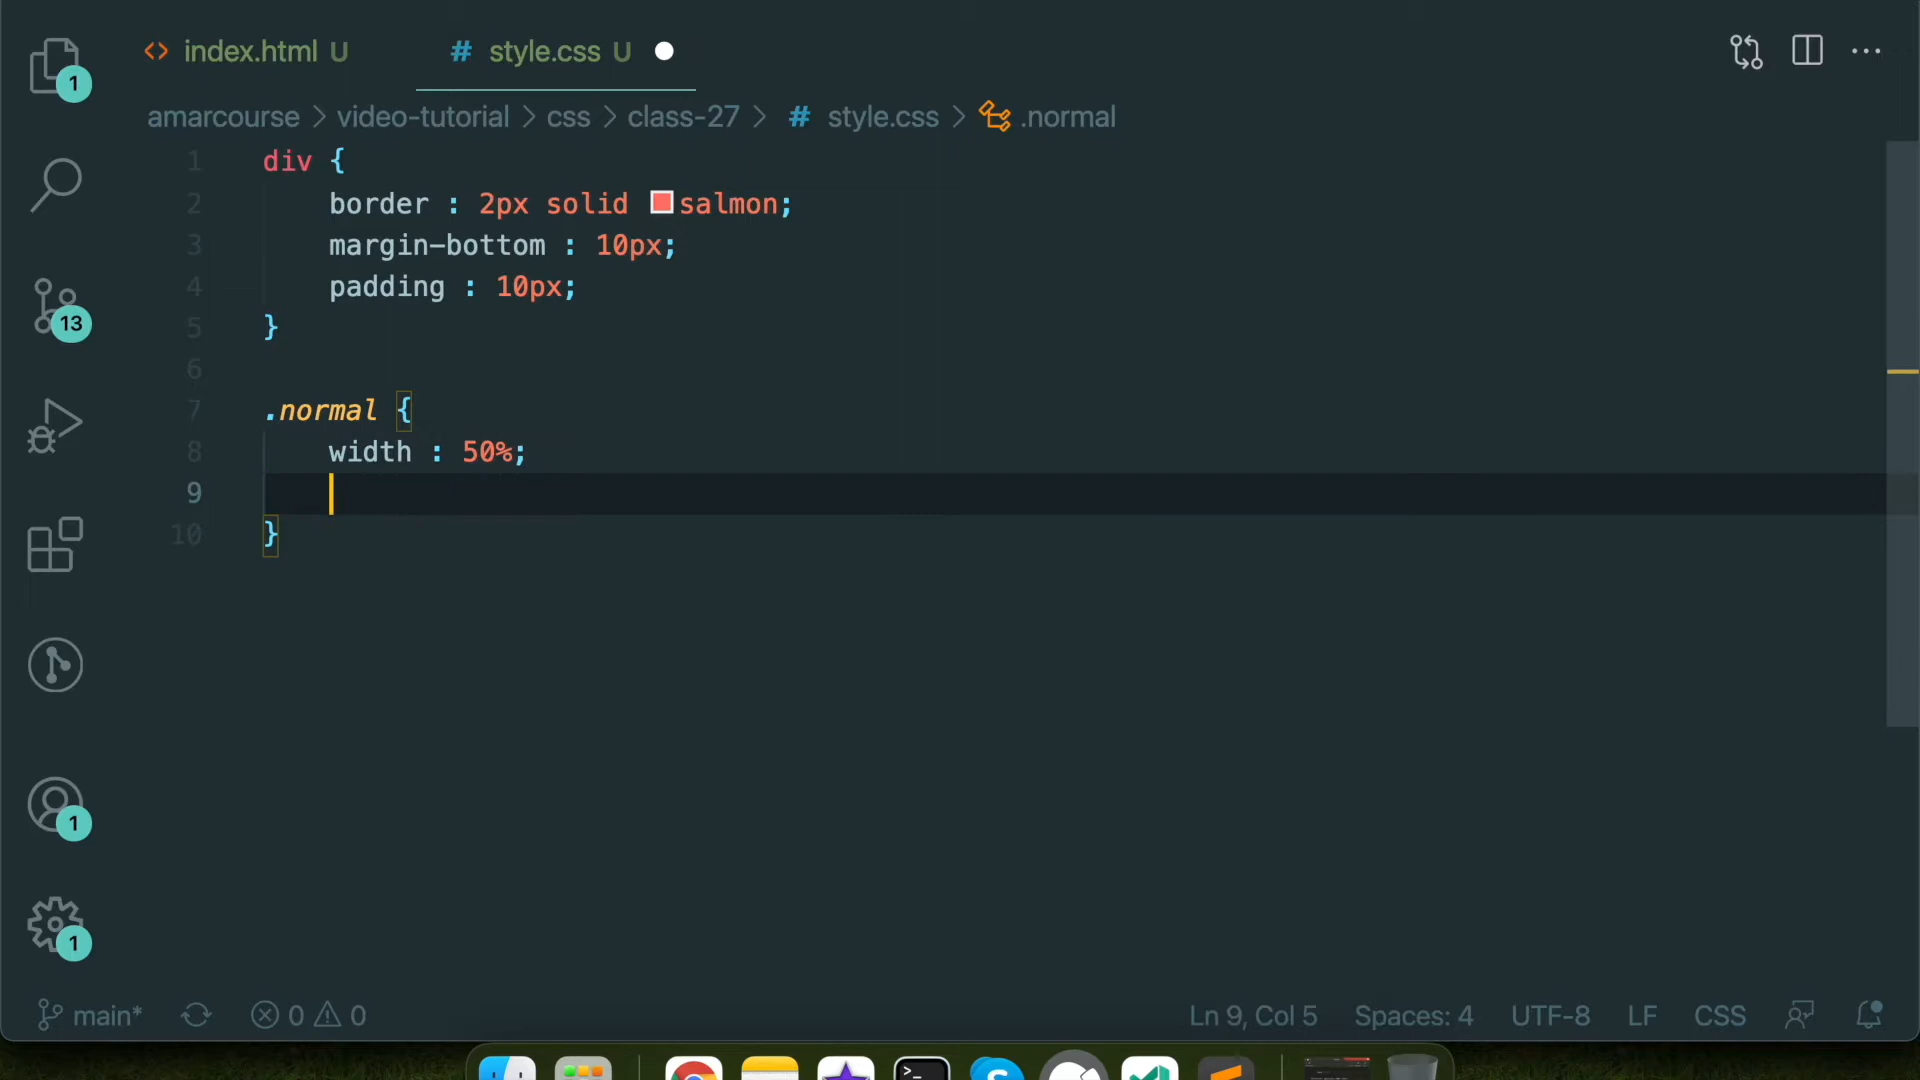 index.html U
style.css U
amarcourse > video-tutorial > css > class-27 > # style.css > .normal
1 div {
2 border : 2px solid salmon;
3 margin-bottom : 10px;
4 padding : 10px;
5 }
6
7 .normal {
8 width : 50%;
9
10 }
1
13
1
1
main* 0 0 Ln 9, Col 5 Spaces: 4 UTF-8 LF CSS